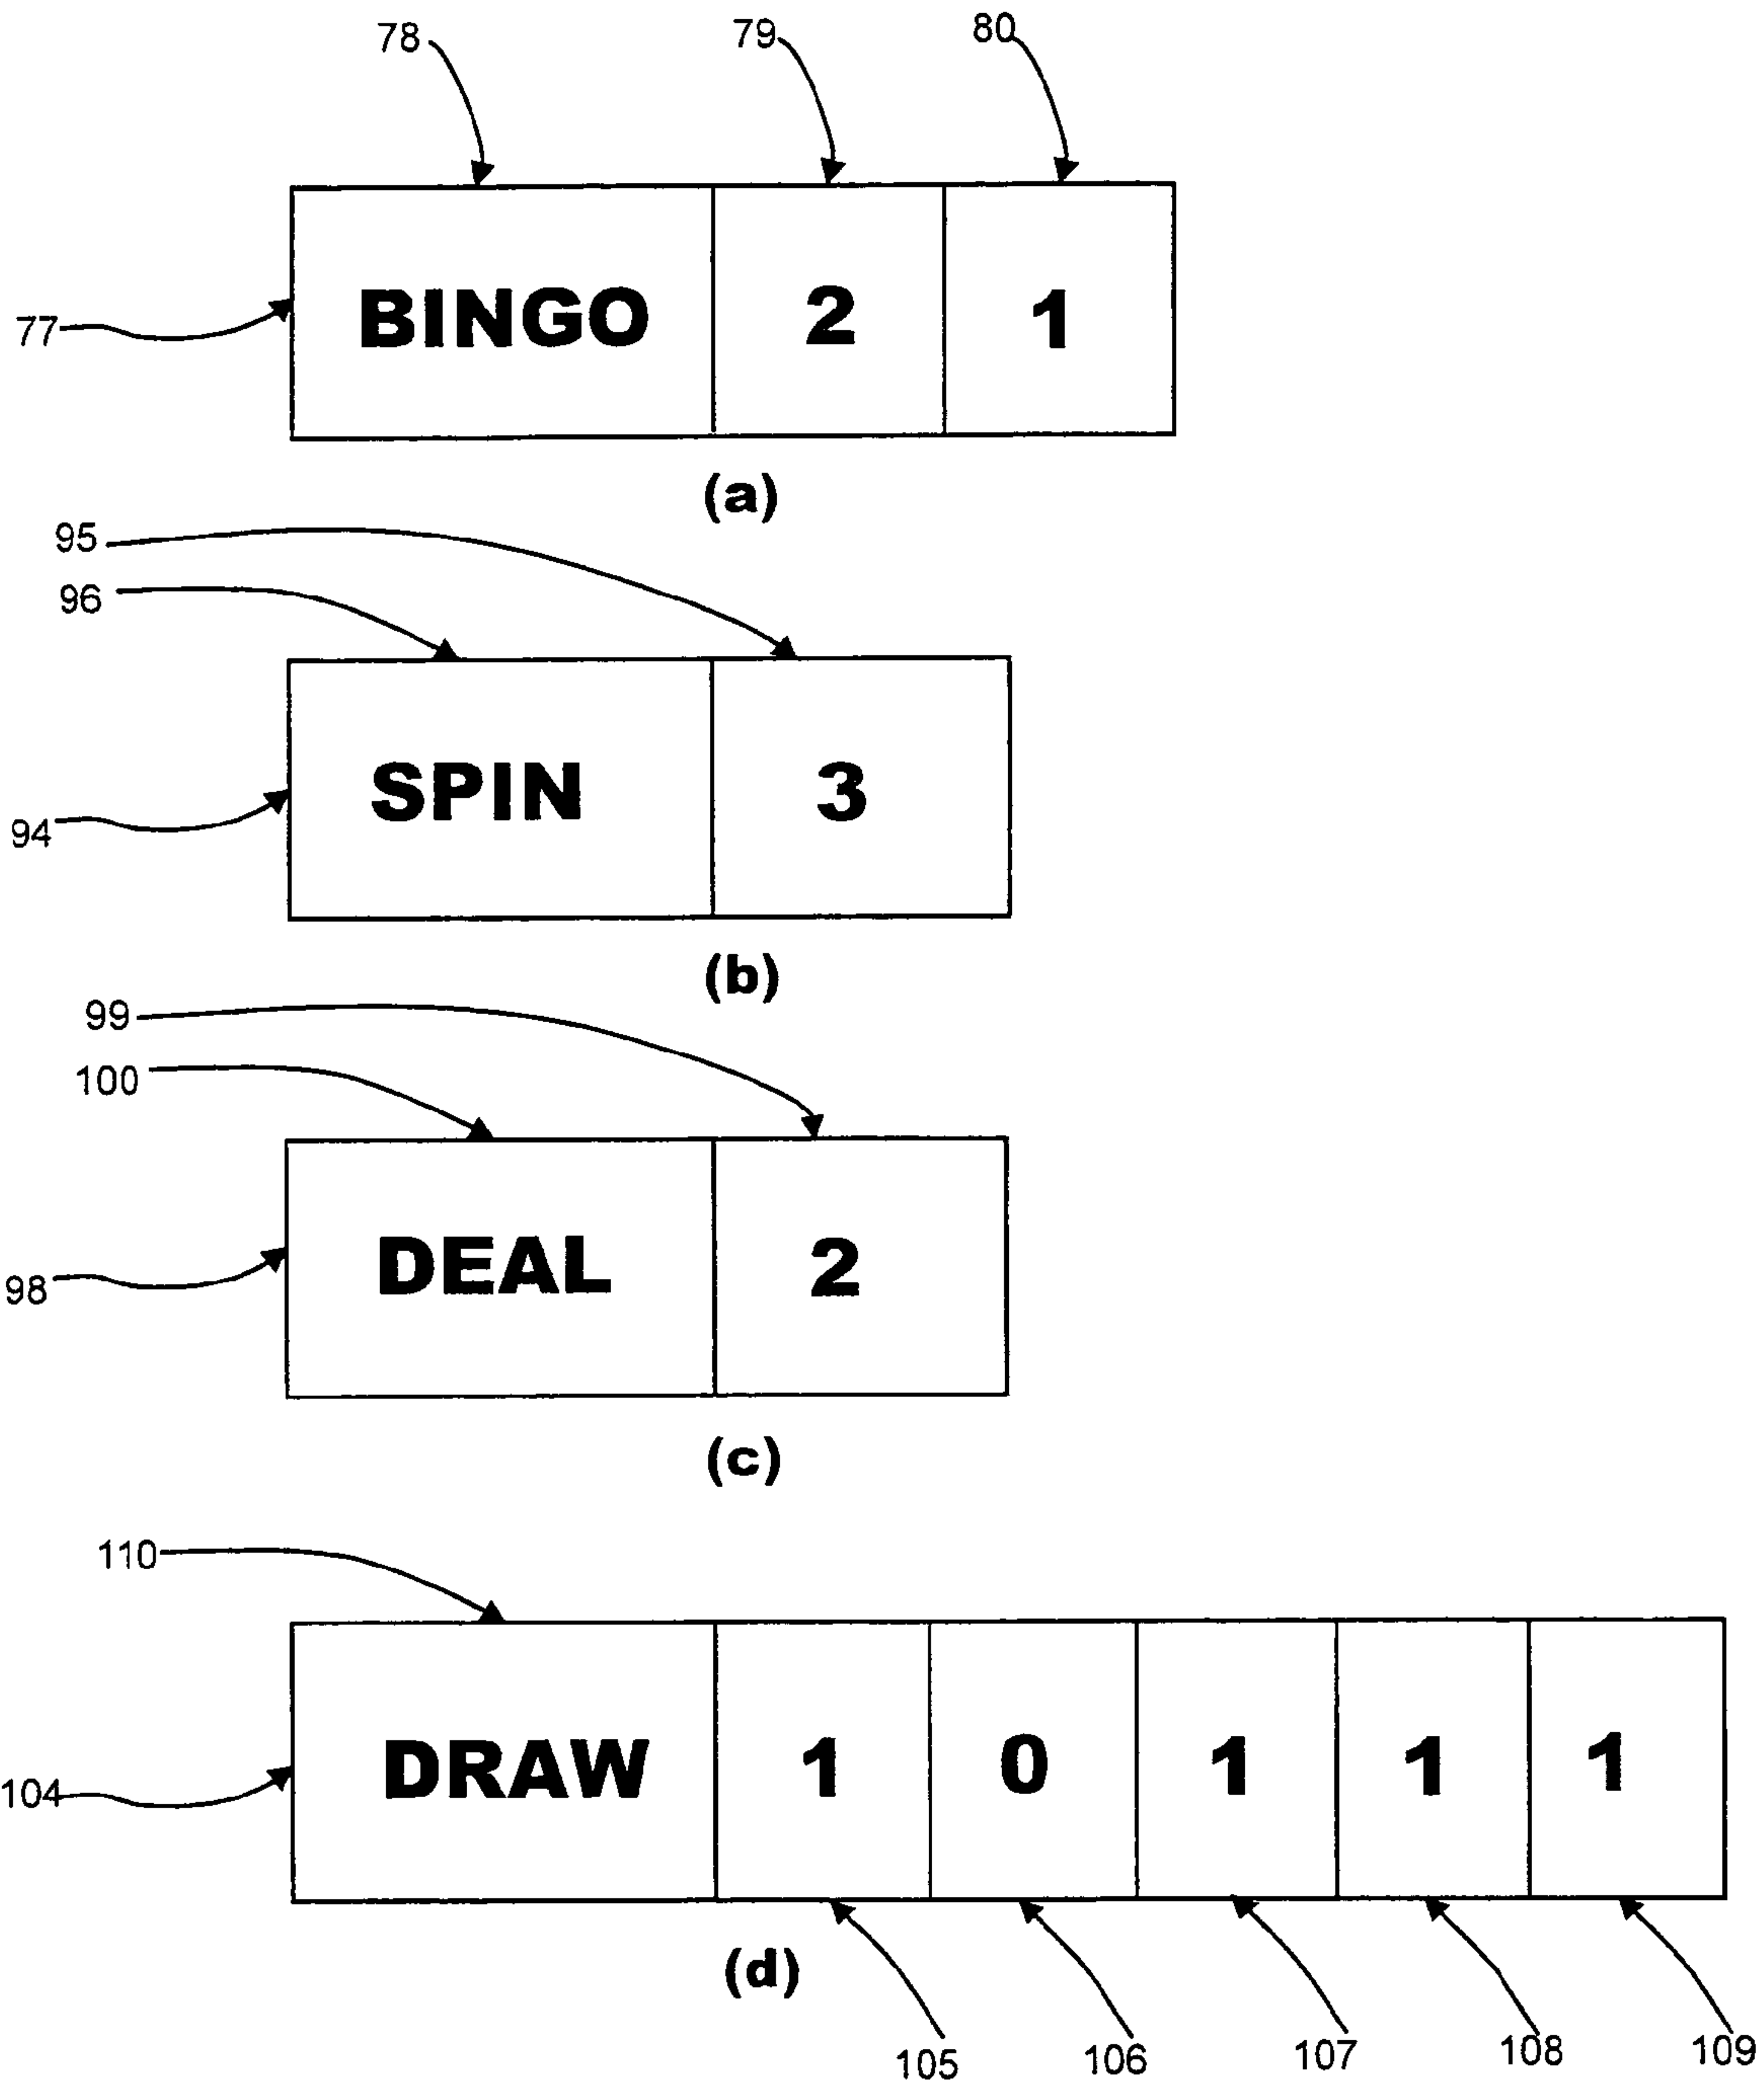 78 79 80
77 BINGO 2 1
(a)
95
96
94 SPIN 3
(b)
99
100
98 DEAL 2
(c)
110
104 DRAW 1 0 1 1 1
(d)
105 106 107 108 109